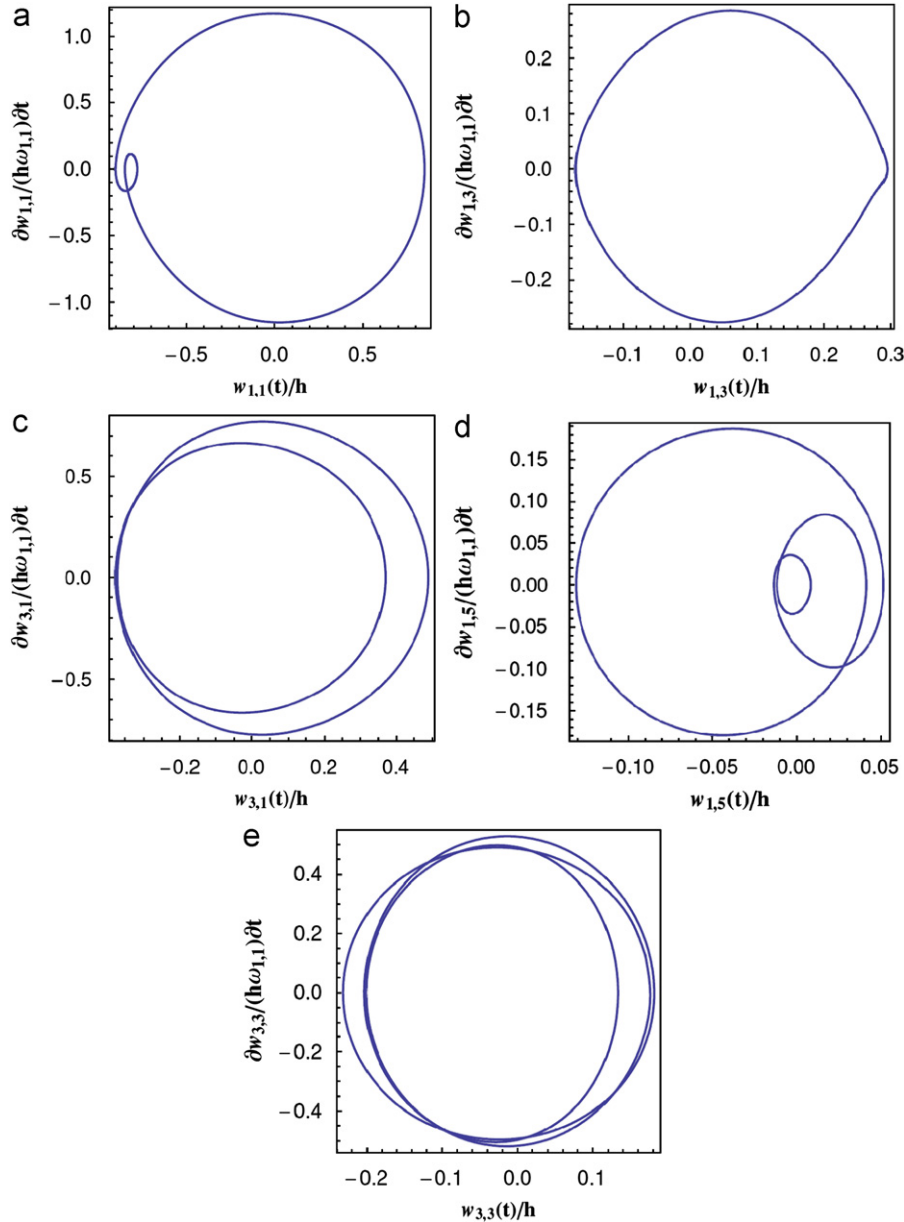 a
1.0
0.5
0.0
−0.5
−1.0
−0.5 0.0 0.5
∂w1,1/(hω1,1)∂t
w1,1(t)/h
b
0.2
0.1
0.0
−0.1
−0.2
−0.1 0.0 0.1 0.2 0.3
∂w1,3/(hω1,1)∂t
w1,3(t)/h
c
0.5
0.0
−0.5
−0.2 0.0 0.2 0.4
∂w3,1/(hω1,1)∂t
w3,1(t)/h
d
0.15
0.10
0.05
0.00
−0.05
−0.10
−0.15
−0.10 −0.05 0.00 0.05
∂w1,5/(hω1,1)∂t
w1,5(t)/h
e
0.4
0.2
0.0
−0.2
−0.4
−0.2 −0.1 0.0 0.1
∂w3,3/(hω1,1)∂t
w3,3(t)/h